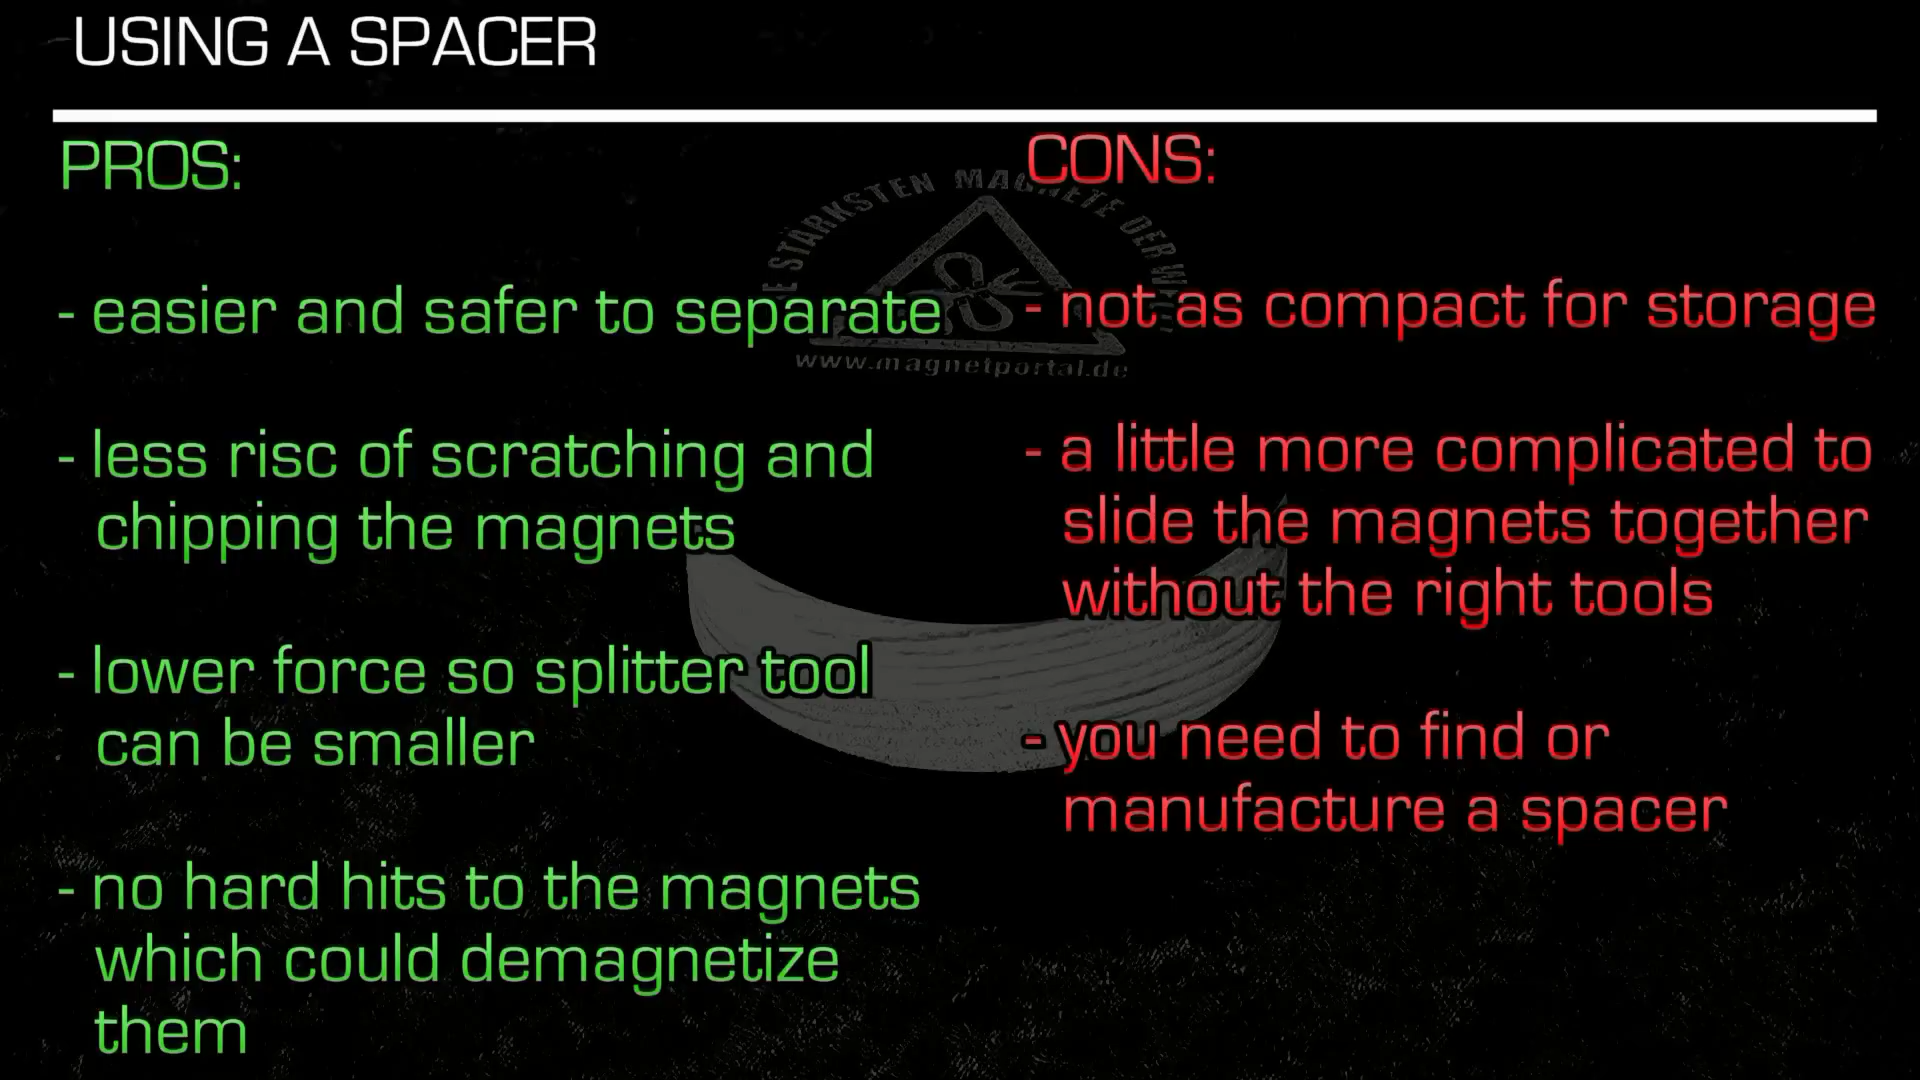 USING A SPACER
PROS:
- easier and safer to separate
- less risc of scratching and
chipping the magnets
- lower force so splitter tool
can be smaller
- no hard hits to the magnets
which could demagnetize
them
CONS:
- not as compact for storage
- a little more complicated to
slide the magnets together
without the right tools
- you need to find or
manufacture a spacer
E STÄRKSTEN MAGNETE DER
www.magnetportal.de